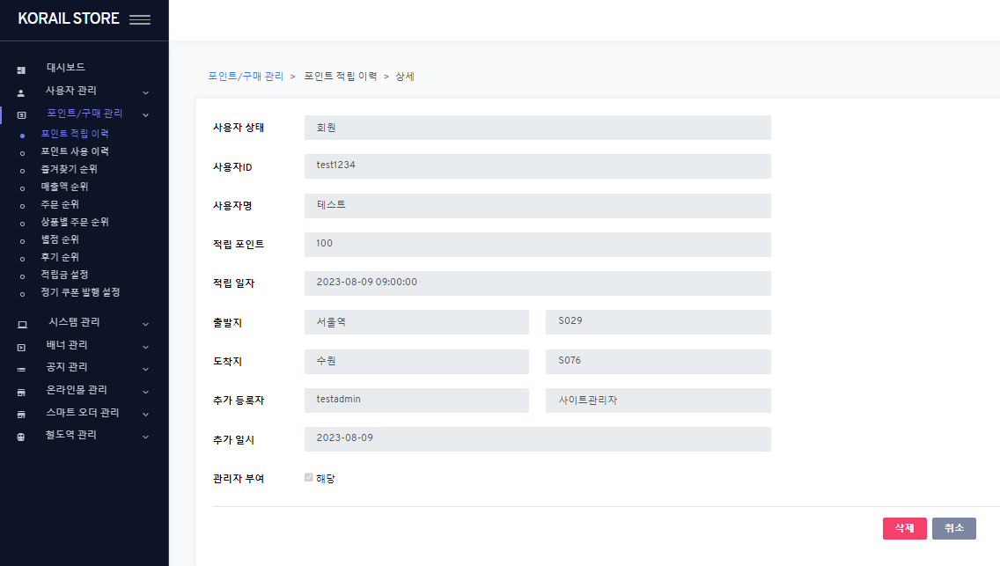 KORAIL STORE
대시보드
사용자 관리
포인트/구매 관리
포인트 적립 이력
포인트 사용 이력
즐겨찾기 순위
매출액 순위
주문 순위
상품별 주문 순위
별점 순위
후기 순위
적립금 설정
정기 쿠폰 발행 설정
시스템 관리
배너 관리
공지 관리
온라인몰 관리
스마트 오더 관리
철도역 관리
포인트/구매 관리 > 포인트 적립 이력 > 상세
사용자 상태 회원
사용자ID test1234
사용자명 테스트
적립 포인트 100
적립 일자 2023-08-09 09:00:00
출발지 서울역 S029
도착지 수원 S076
추가 등록자 testadmin 사이트관리자
추가 일시 2023-08-09
관리자 부여 해당
삭제 취소